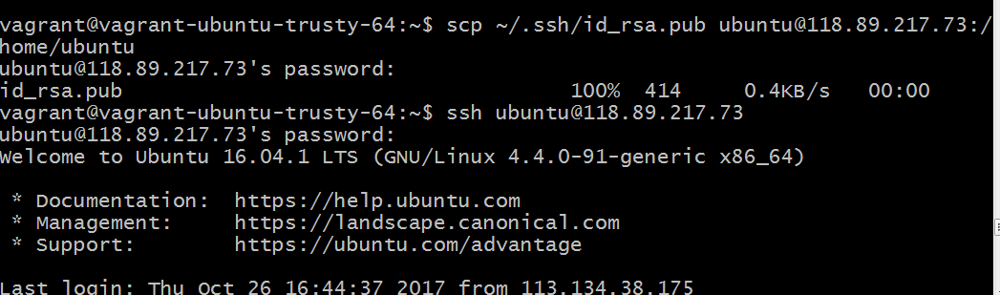 vagrant@vagrant-ubuntu-trusty-64:~$ scp ~/.ssh/id_rsa.pub ubuntu@118.89.217.73:/
home/ubuntu
ubuntu@118.89.217.73's password:
id_rsa.pub 100% 414 0.4KB/s 00:00
vagrant@vagrant-ubuntu-trusty-64:~$ ssh ubuntu@118.89.217.73
ubuntu@118.89.217.73's password:
Welcome to Ubuntu 16.04.1 LTS (GNU/Linux 4.4.0-91-generic x86_64)
* Documentation: https://help.ubuntu.com
* Management: https://landscape.canonical.com
* Support: https://ubuntu.com/advantage
Last login: Thu Oct 26 16:44:37 2017 from 113.134.38.175